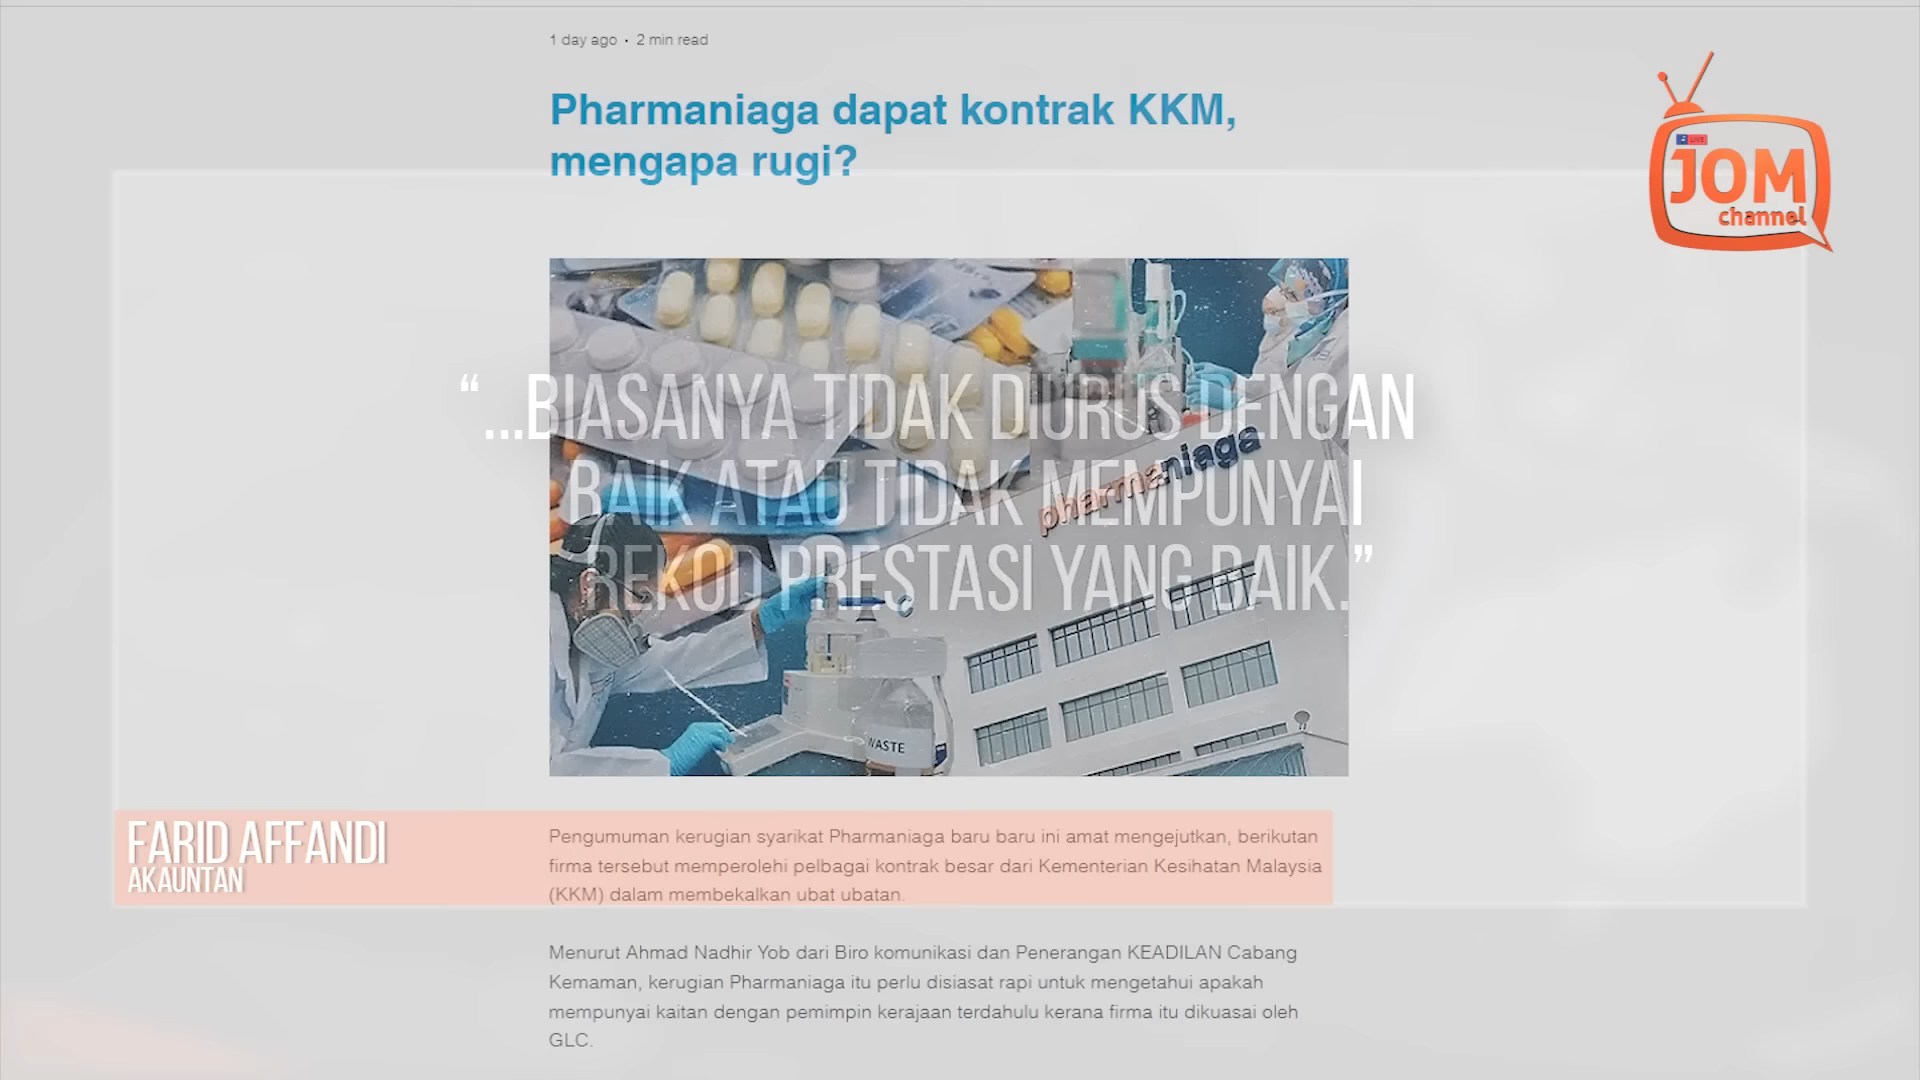 1 day ago · 2 min read
Pharmaniaga dapat kontrak KKM,
mengapa rugi?
LIVE
JOM
channel
“ ...BIASANYA TIDAK DIURUS DENGAN
BAIK ATAU TIDAK MEMPUNYAI
REKOD PRESTASI YANG BAIK.”
pharmaniaga
WASTE
FARID AFFANDI
AKAUNTAN
Pengumuman kerugian syarikat Pharmaniaga baru baru ini amat mengejutkan, berikutan
firma tersebut memperolehi pelbagai kontrak besar dari Kementerian Kesihatan Malaysia
(KKM) dalam membekalkan ubat ubatan.
Menurut Ahmad Nadhir Yob dari Biro komunikasi dan Penerangan KEADILAN Cabang
Kemaman, kerugian Pharmaniaga itu perlu disiasat rapi untuk mengetahui apakah
mempunyai kaitan dengan pemimpin kerajaan terdahulu kerana firma itu dikuasai oleh
GLC.